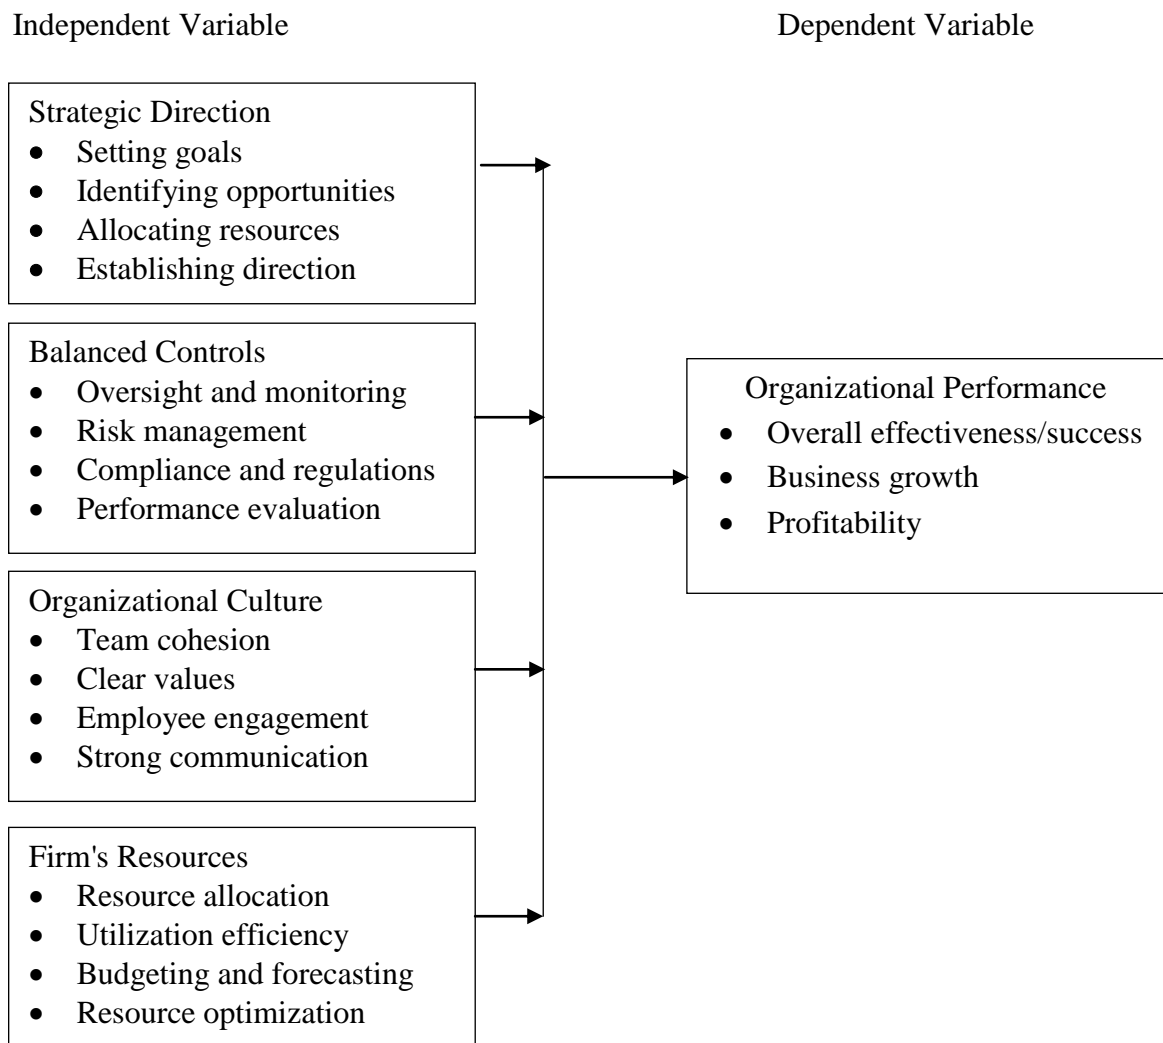 Independent Variable
Dependent Variable
Strategic Direction
• Setting goals
• Identifying opportunities
• Allocating resources
• Establishing direction
Balanced Controls
• Oversight and monitoring
• Risk management
• Compliance and regulations
• Performance evaluation
Organizational Culture
• Team cohesion
• Clear values
• Employee engagement
• Strong communication
Firm's Resources
• Resource allocation
• Utilization efficiency
• Budgeting and forecasting
• Resource optimization
Organizational Performance
• Overall effectiveness/success
• Business growth
• Profitability